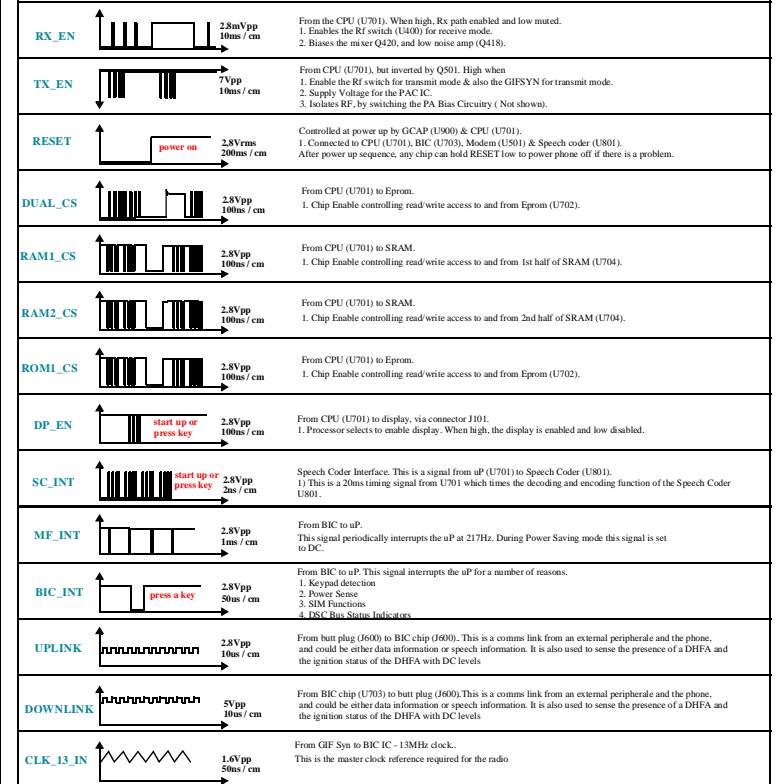 RX_EN
2.8mVpp
10ms / cm
From the CPU (U701). When high, Rx path enabled and low muted.
1. Enables the Rf switch (U400) for receive mode.
2. Biases the mixer Q420, and low noise amp (Q418).
TX_EN
7Vpp
10ms / cm
From CPU (U701), but inverted by Q501. High when
1. Enable the Rf switch for transmit mode & also the GIFSYN for transmit mode.
2. Supply Voltage for the PAC IC.
3. Isolates RF, by switching the PA Bias Circuitry ( Not shown).
RESET
power on
2,8Vrms
200ms / cm
Controlled at power up by GCAP (U900) & CPU (U701).
1. Connected to CPU (U701), BIC (U703), Modem (U501) & Speech coder (U801).
After power up sequence, any chip can hold RESET low to power phone off if there is a problem.
DUAL_CS
2.8Vpp
100ns / cm
From CPU (U701) to Eprom.
1. Chip Enable controlling read/write access to and from Eprom (U702).
RAM1_CS
2.8Vpp
100ns / cm
From CPU (U701) to SRAM.
1. Chip Enable controlling read/write access to and from 1st half of SRAM (U704).
RAM2_CS
2.8Vpp
100ns / cm
From CPU (U701) to SRAM.
1. Chip Enable controlling read/write access to and from 2nd half of SRAM (U704).
ROM1_CS
2.8Vpp
100ns / cm
From CPU (U701) to Eprom.
1. Chip Enable controlling read/write access to and from Eprom (U702).
DP_EN
start up or
press key
2.8Vpp
100ns / cm
From CPU (U701) to display, via connector J101.
1. Processor selects to enable display. When high, the display is enabled and low disabled.
SC_INT
start up or
press key
2.8Vpp
2ns / cm
Speech Coder Interface. This is a signal from uP (U701) to Speech Coder (U801).
1) This is a 20ms timing signal from U701 which times the decoding and encoding function of the Speech Coder
U801.
MF_INT
2.8Vpp
1ms / cm
From BIC to uP.
This signal periodically interrupts the uP at 217Hz. During Power Saving mode this signal is set
to DC.
BIC_INT
press a key
2.8Vpp
50us / cm
From BIC to uP. This signal interrupts the uP for a number of reasons.
1. Keypad detection
2. Power Sense
3. SIM Functions
4. DSC Bus Status Indicators
UPLINK
2.8Vpp
10us / cm
From butt plug (J600) to BIC chip (J600).. This is a comms link from an external peripherale and the phone,
and could be either data information or speech information. It is also used to sense the presence of a DHFA and
the ignition status of the DHFA with DC levels
DOWNLINK
5Vpp
10us / cm
From BIC chip (U703) to butt plug (J600).This is a comms link from an external peripherale and the phone,
and could be either data information or speech information. It is also used to sense the presence of a DHFA and
the ignition status of the DHFA with DC levels
CLK_13_IN
1.6Vpp
50ns / cm
From GIF Syn to BIC IC - 13MHz clock..
This is the master clock reference required for the radio